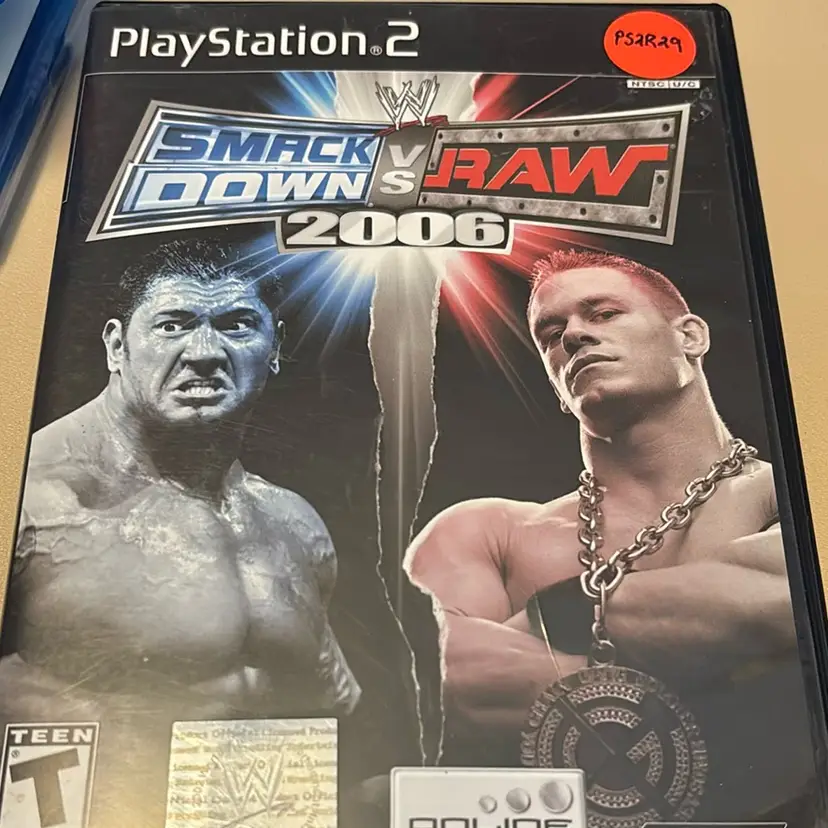 PlayStation®2
PS2R29
NTSC U/C
W
SMACK
DOWN
VS
RAW
2006
TEEN
T
ONLINE